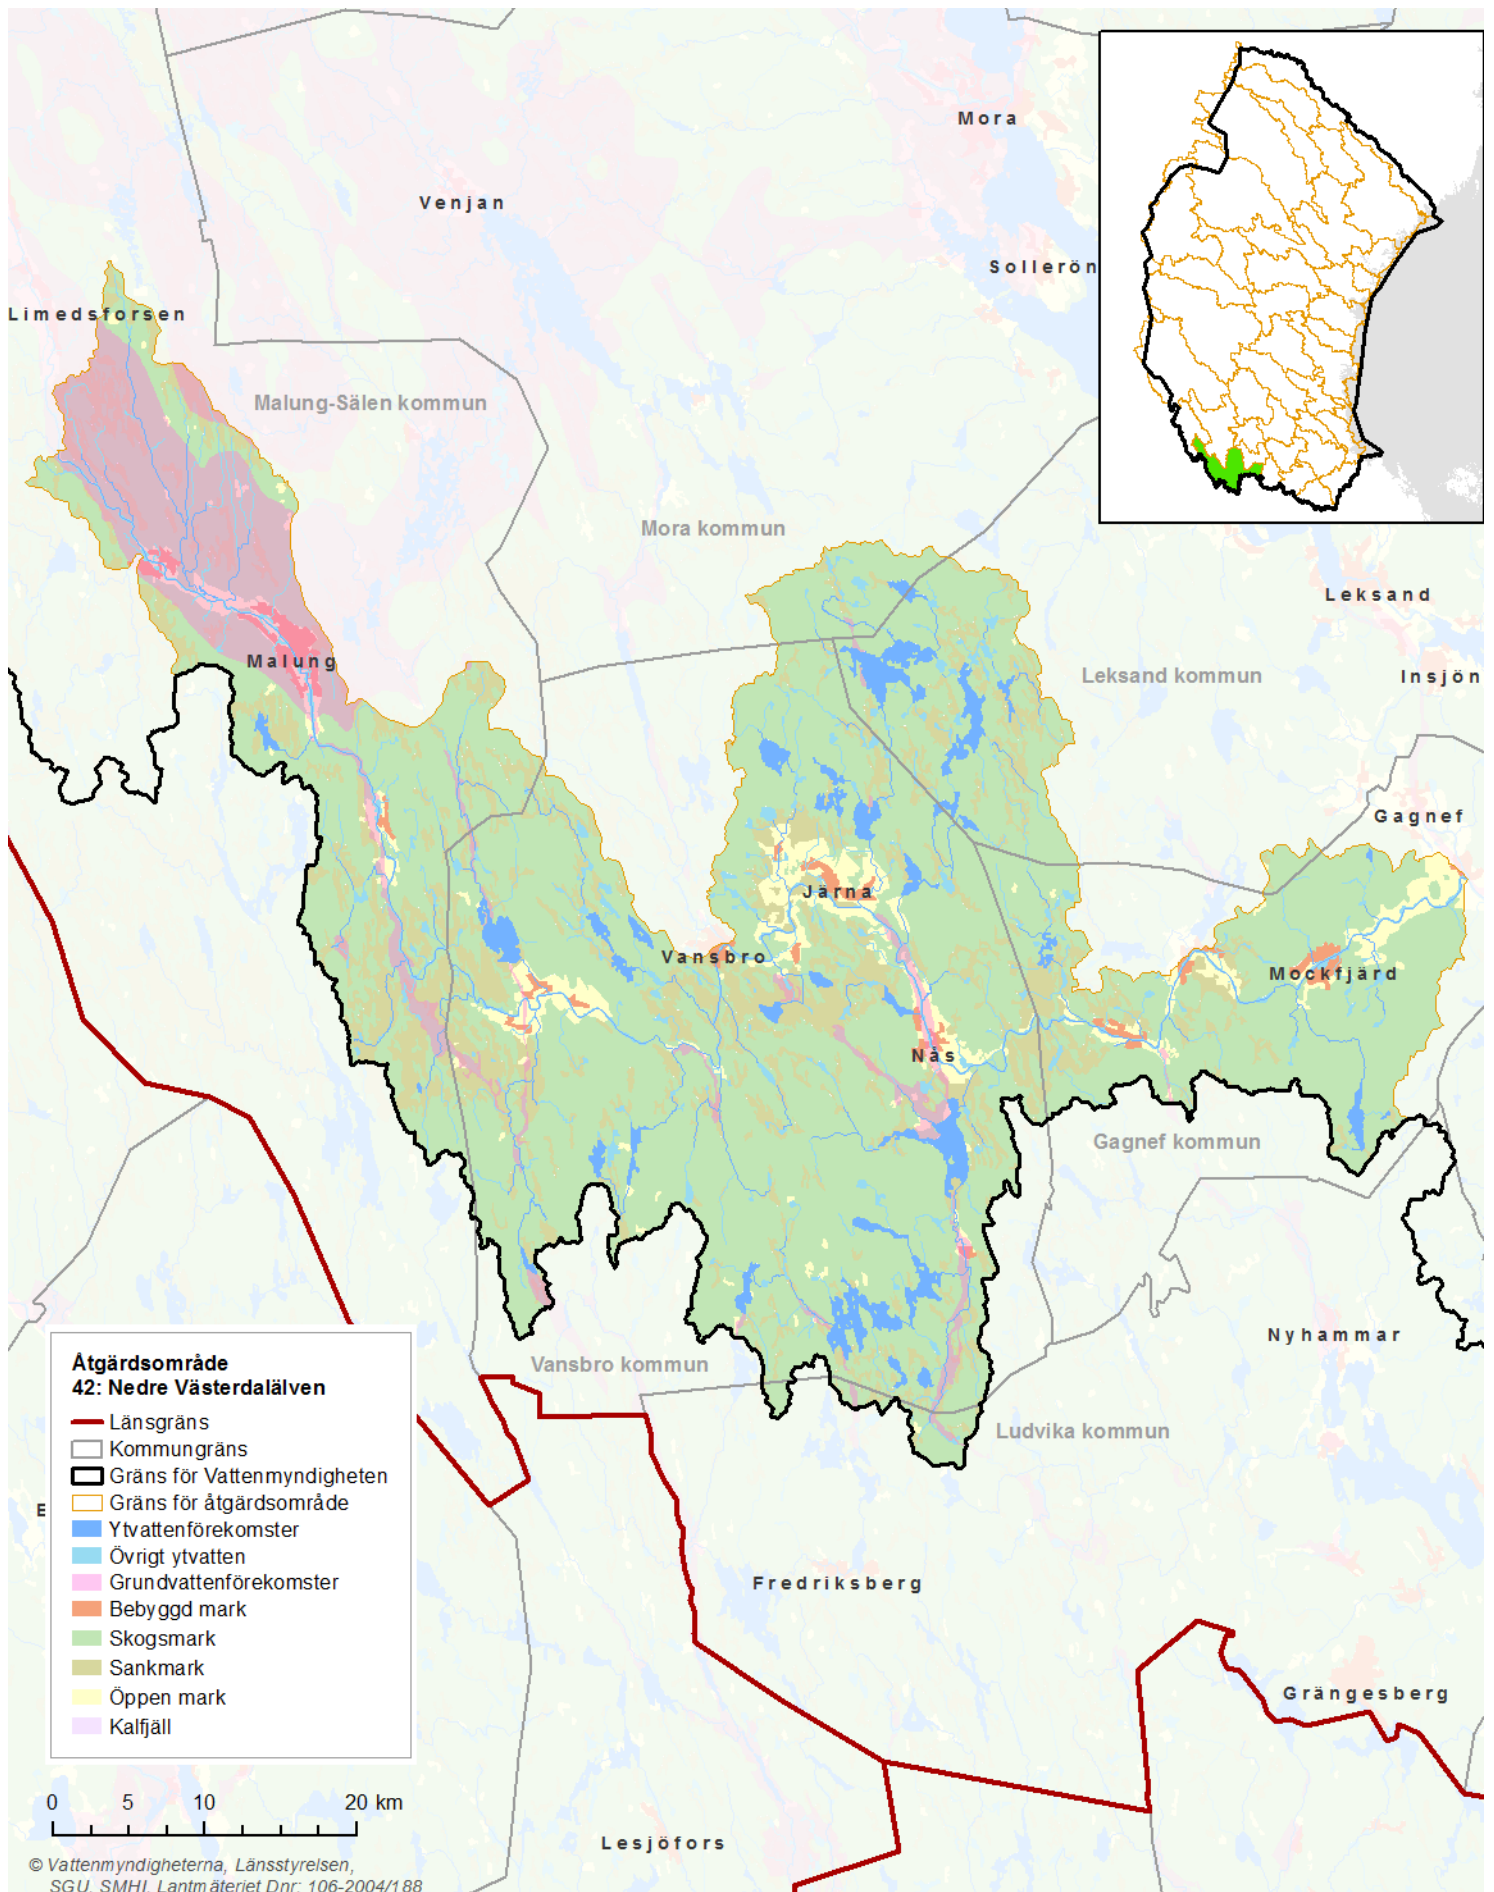 Mora
Venjan
Sollerön
Limedsforsen
Malung-Sälen kommun
Mora kommun
Leksand
Malung
Leksand kommun
Insjön
Gagnef
Järna
Vansbro
Mockfjärd
Nås
Gagnef kommun
Nyhammar
Vansbro kommun
Ludvika kommun
Åtgärdsområde
42: Nedre Västerdalälven
Länsgräns
Kommungräns
Gräns för Vattenmyndigheten
Gräns för åtgärdsområde
E
Ytvattenförekomster
Övrigt ytvatten
Grundvattenförekomster
Bebyggd mark
Skogsmark
Sankmark
Öppen mark
Kalfjäll
Fredriksberg
Grängesberg
0 5 10 20 km
Lesjöfors
© Vattenmyndigheterna, Länsstyrelsen,
SGU, SMHI, Lantmäteriet Dnr: 106-2004/188